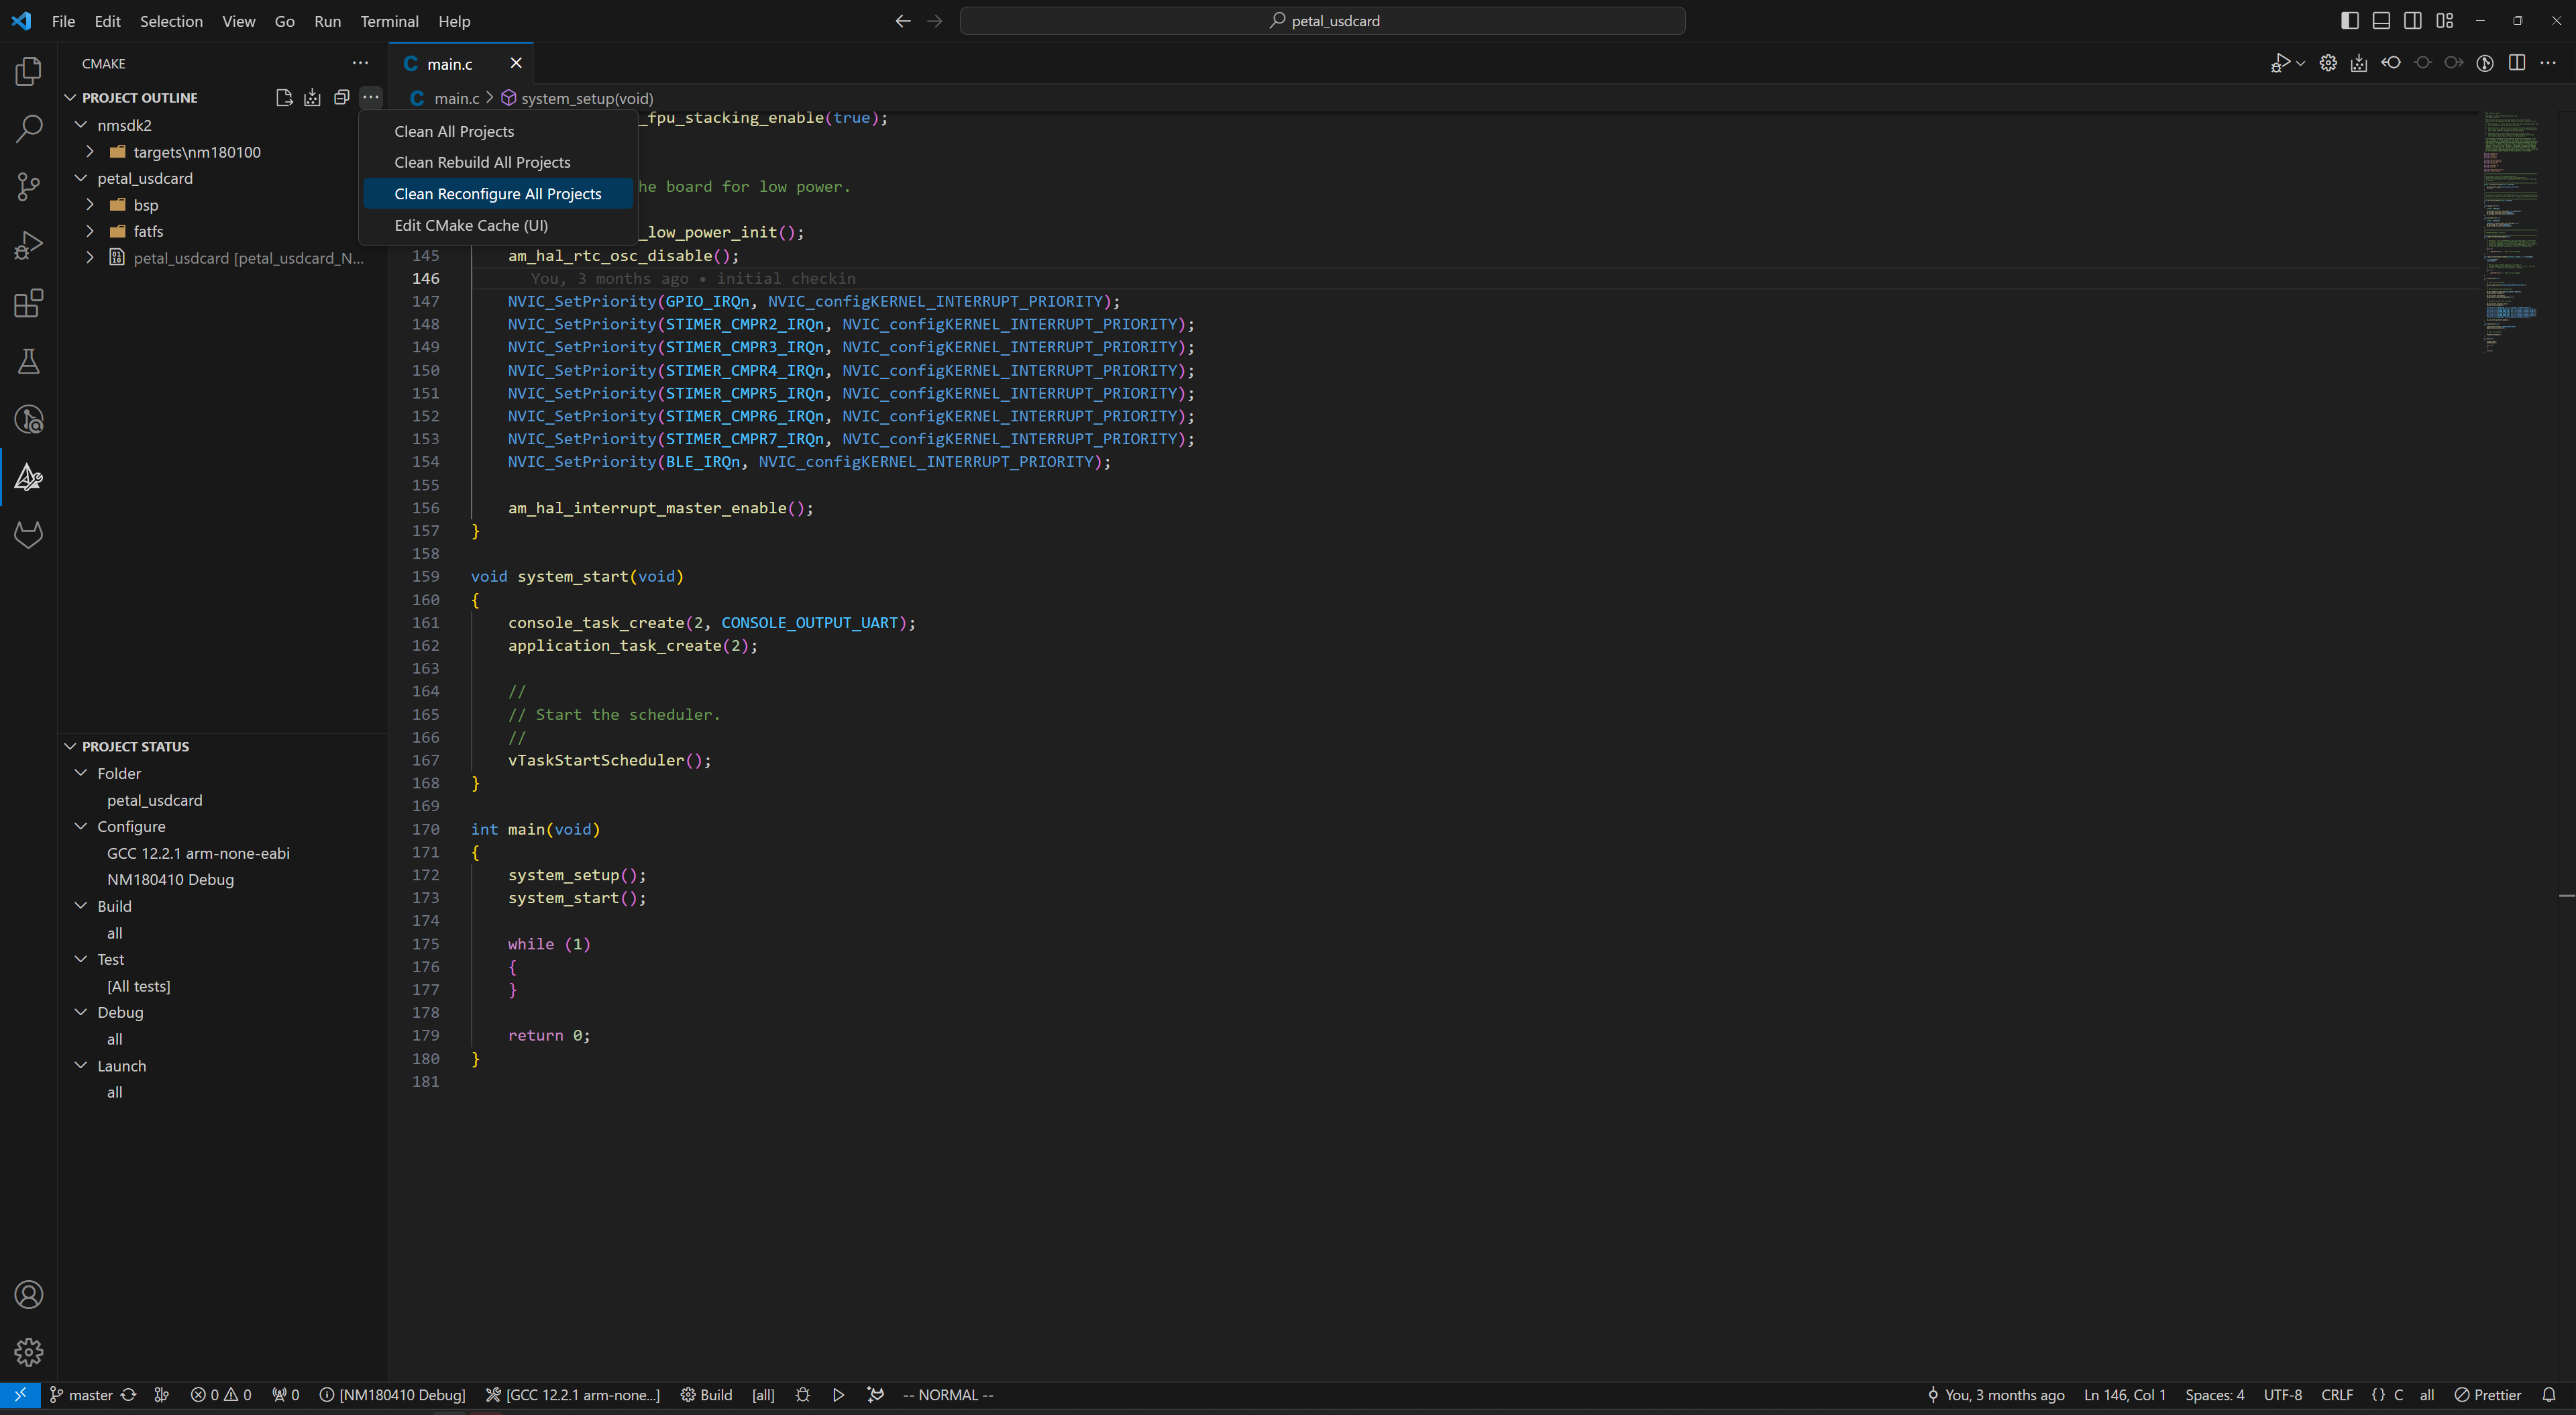 File Edit Selection View Go Run Terminal Help
petal_usdcard
CMAKE
PROJECT OUTLINE
nmsdk2
targets\nm180100
petal_usdcard
bsp
fatfs
petal_usdcard [petal_usdcard_N...
Clean All Projects
Clean Rebuild All Projects
Clean Reconfigure All Projects
Edit CMake Cache (UI)
PROJECT STATUS
Folder
petal_usdcard
Configure
GCC 12.2.1 arm-none-eabi
NM180410 Debug
Build
all
Test
[All tests]
Debug
all
Launch
all
main.c
main.c > system_setup(void)
_fpu_stacking_enable(true);
he board for low power.
_low_power_init();
145 am_hal_rtc_osc_disable();
146 You, 3 months ago • initial checkin
147 NVIC_SetPriority(GPIO_IRQn, NVIC_configKERNEL_INTERRUPT_PRIORITY);
148 NVIC_SetPriority(STIMER_CMPR2_IRQn, NVIC_configKERNEL_INTERRUPT_PRIORITY);
149 NVIC_SetPriority(STIMER_CMPR3_IRQn, NVIC_configKERNEL_INTERRUPT_PRIORITY);
150 NVIC_SetPriority(STIMER_CMPR4_IRQn, NVIC_configKERNEL_INTERRUPT_PRIORITY);
151 NVIC_SetPriority(STIMER_CMPR5_IRQn, NVIC_configKERNEL_INTERRUPT_PRIORITY);
152 NVIC_SetPriority(STIMER_CMPR6_IRQn, NVIC_configKERNEL_INTERRUPT_PRIORITY);
153 NVIC_SetPriority(STIMER_CMPR7_IRQn, NVIC_configKERNEL_INTERRUPT_PRIORITY);
154 NVIC_SetPriority(BLE_IRQn, NVIC_configKERNEL_INTERRUPT_PRIORITY);
155
156 am_hal_interrupt_master_enable();
157 }
158
159 void system_start(void)
160 {
161 console_task_create(2, CONSOLE_OUTPUT_UART);
162 application_task_create(2);
163
164 //
165 // Start the scheduler.
166 //
167 vTaskStartScheduler();
168 }
169
170 int main(void)
171 {
172 system_setup();
173 system_start();
174
175 while (1)
176 {
177 }
178
179 return 0;
180 }
181
master 0 0 0 [NM180410 Debug] [GCC 12.2.1 arm-none...] Build [all] -- NORMAL -- You, 3 months ago Ln 146, Col 1 Spaces: 4 UTF-8 CRLF {} C all Prettier